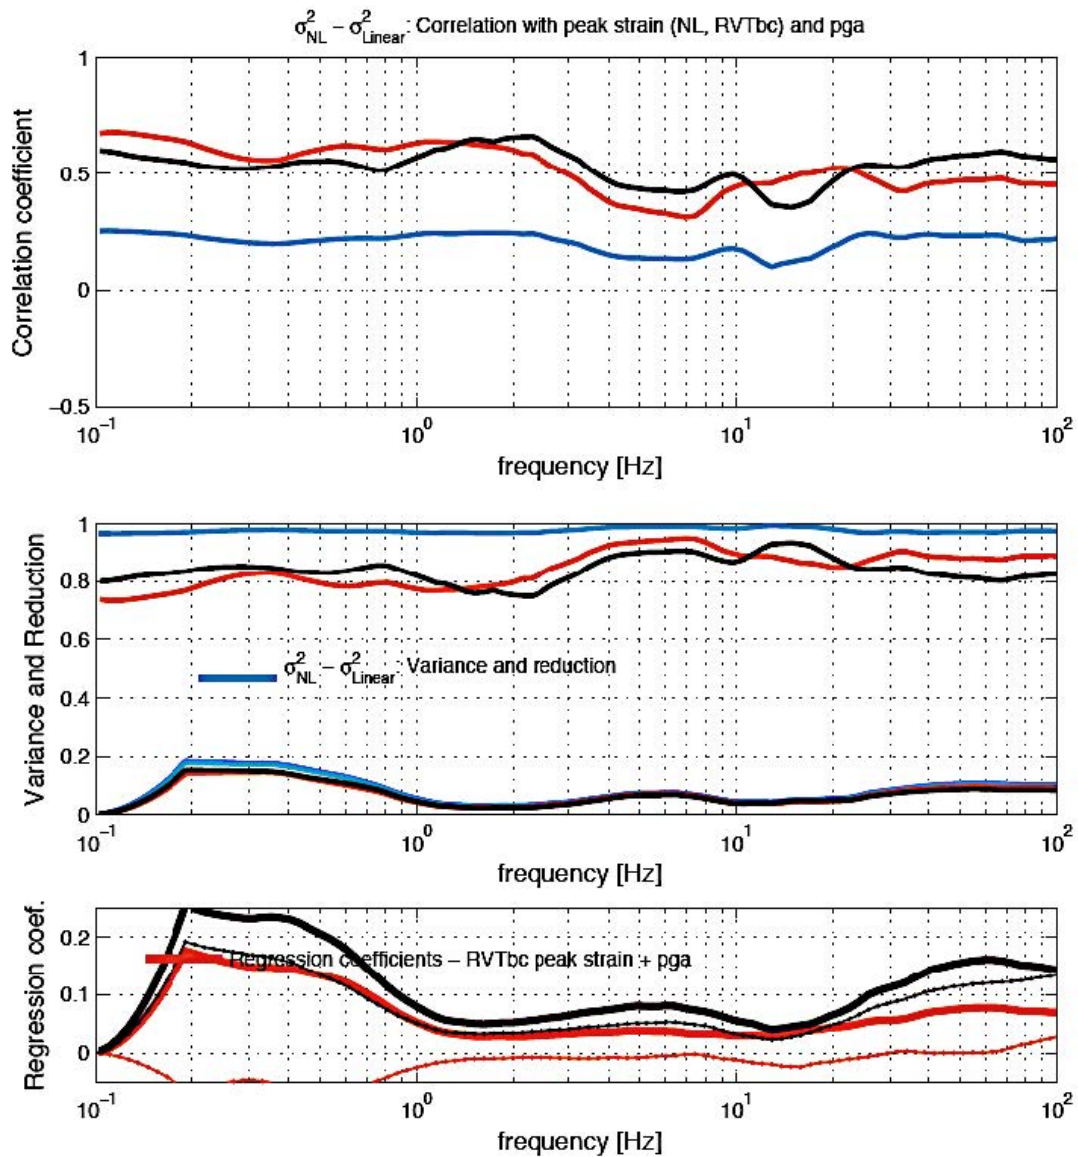 σ²NL − σ²Linear: Correlation with peak strain (NL, RVTbc) and pga
1
0.5
0
−0.5
Correlation coefficient
10⁻¹ 10⁰ 10¹ 10²
frequency [Hz]
1
0.8
0.6
0.4
0.2
0
Variance and Reduction
σ²NL − σ²Linear: Variance and reduction
10⁻¹ 10⁰ 10¹ 10²
frequency [Hz]
0.2
0.1
0
Regression coef.
Regression coefficients − RVTbc peak strain + pga
10⁻¹ 10⁰ 10¹ 10²
frequency [Hz]